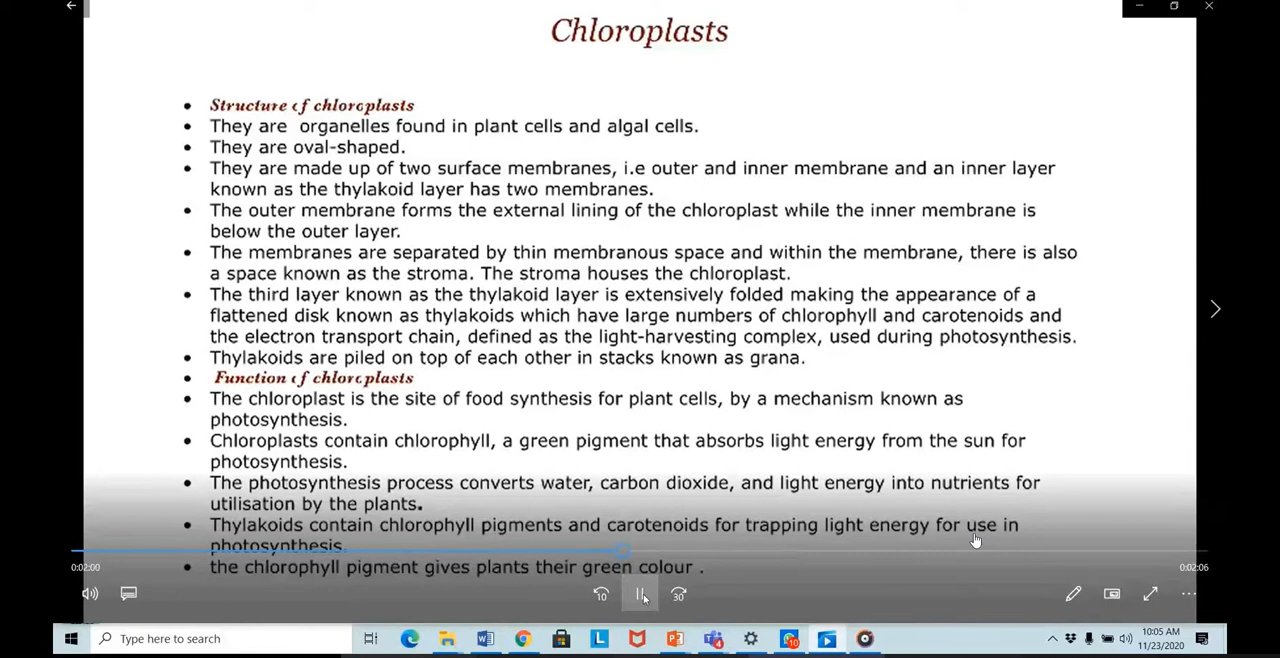 Chloroplasts
• Structure of chloroplasts
• They are organelles found in plant cells and algal cells.
• They are oval-shaped.
• They are made up of two surface membranes, i.e outer and inner membrane and an inner layer
known as the thylakoid layer has two membranes.
• The outer membrane forms the external lining of the chloroplast while the inner membrane is
below the outer layer.
• The membranes are separated by thin membranous space and within the membrane, there is also
a space known as the stroma. The stroma houses the chloroplast.
• The third layer known as the thylakoid layer is extensively folded making the appearance of a
flattened disk known as thylakoids which have large numbers of chlorophyll and carotenoids and
the electron transport chain, defined as the light-harvesting complex, used during photosynthesis.
• Thylakoids are piled on top of each other in stacks known as grana.
• Function of chloroplasts
• The chloroplast is the site of food synthesis for plant cells, by a mechanism known as
photosynthesis.
• Chloroplasts contain chlorophyll, a green pigment that absorbs light energy from the sun for
photosynthesis.
• The photosynthesis process converts water, carbon dioxide, and light energy into nutrients for
utilisation by the plants.
• Thylakoids contain chlorophyll pigments and carotenoids for trapping light energy for use in
photosynthesis.
• the chlorophyll pigment gives plants their green colour .
0:02:00
0:02:06
10
30
Type here to search
W
L
P
4
10
10:05 AM
11/23/2020